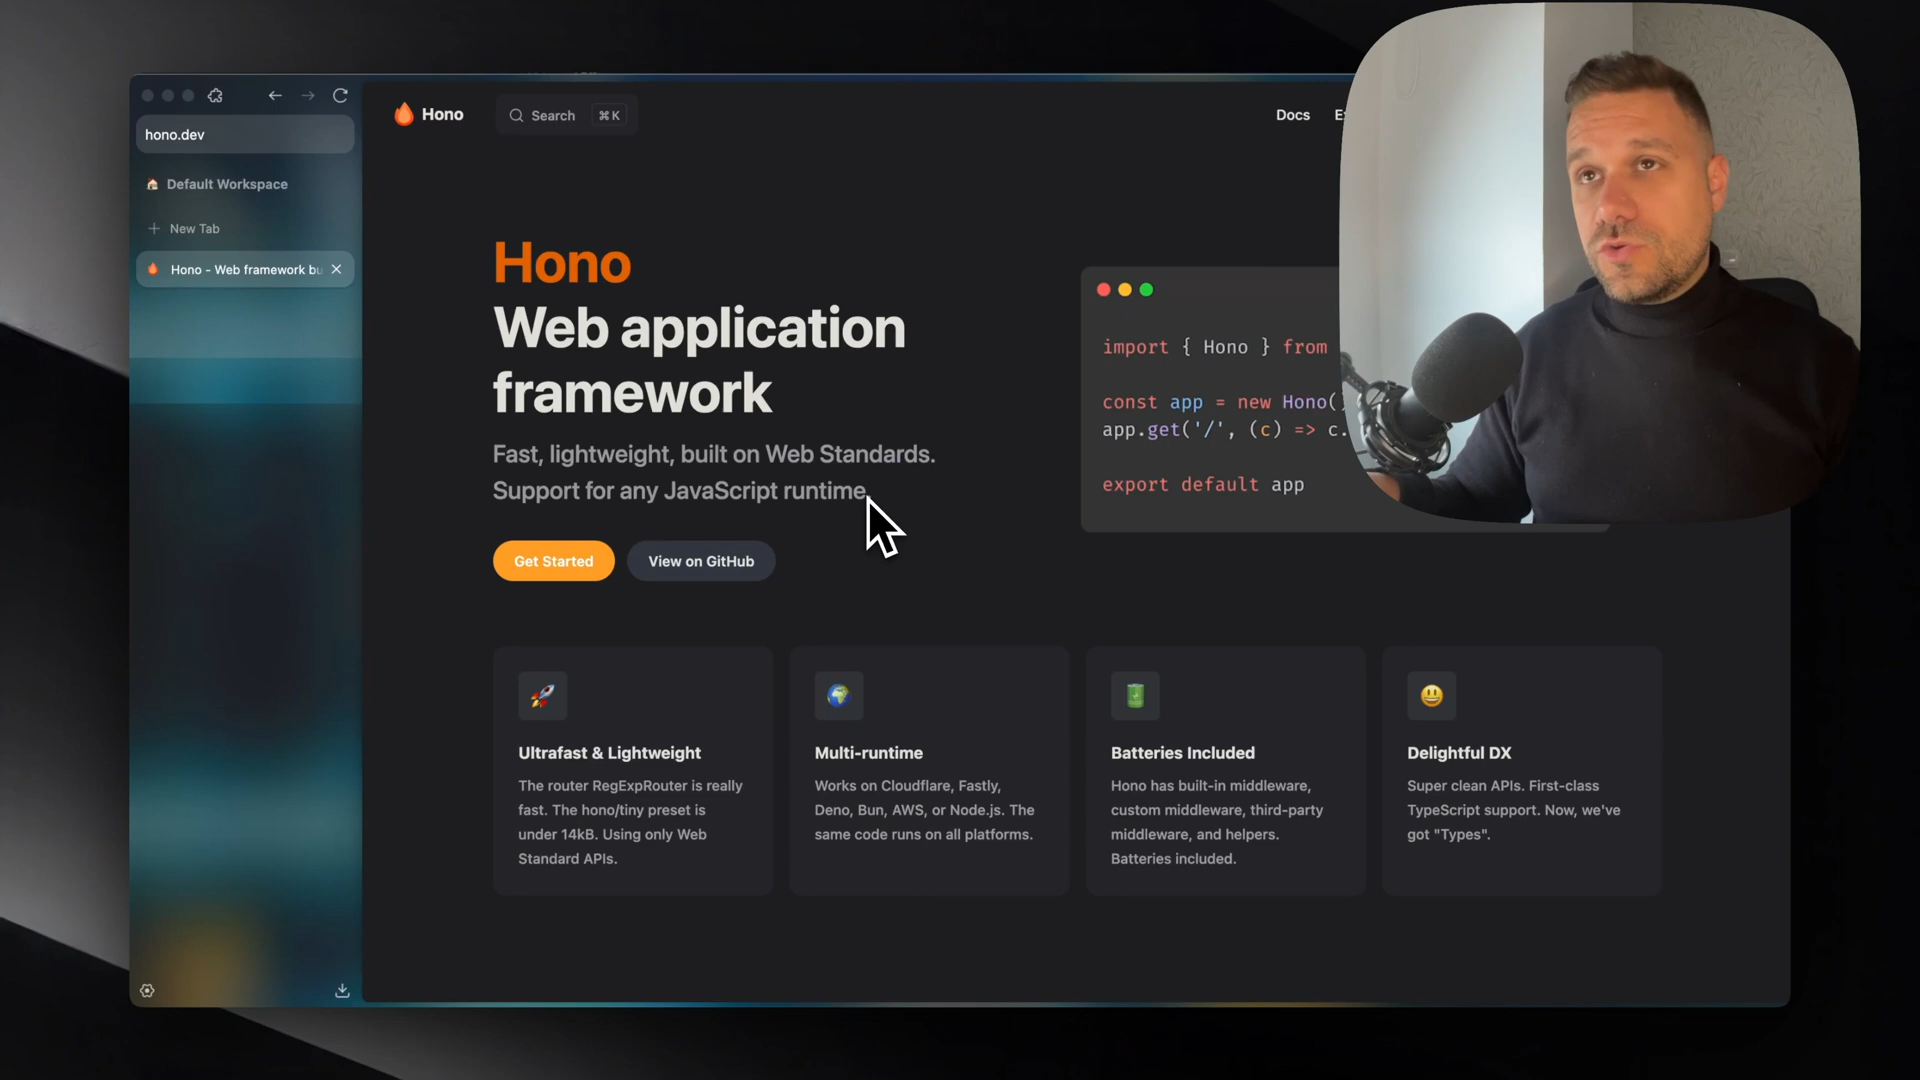 hono.dev
Default Workspace
New Tab
Hono - Web framework bu
Hono
Search
⌘ K
Docs
Hono
Web application
framework
Fast, lightweight, built on Web Standards.
Support for any JavaScript runtime.
Get Started
View on GitHub
import { Hono } from
const app = new Hono(
app.get('/', (c) => c.
export default app
Ultrafast & Lightweight
The router RegExpRouter is really
fast. The hono/tiny preset is
under 14kB. Using only Web
Standard APIs.
Multi-runtime
Works on Cloudflare, Fastly,
Deno, Bun, AWS, or Node.js. The
same code runs on all platforms.
Batteries Included
Hono has built-in middleware,
custom middleware, third-party
middleware, and helpers.
Batteries included.
Delightful DX
Super clean APIs. First-class
TypeScript support. Now, we've
got "Types".